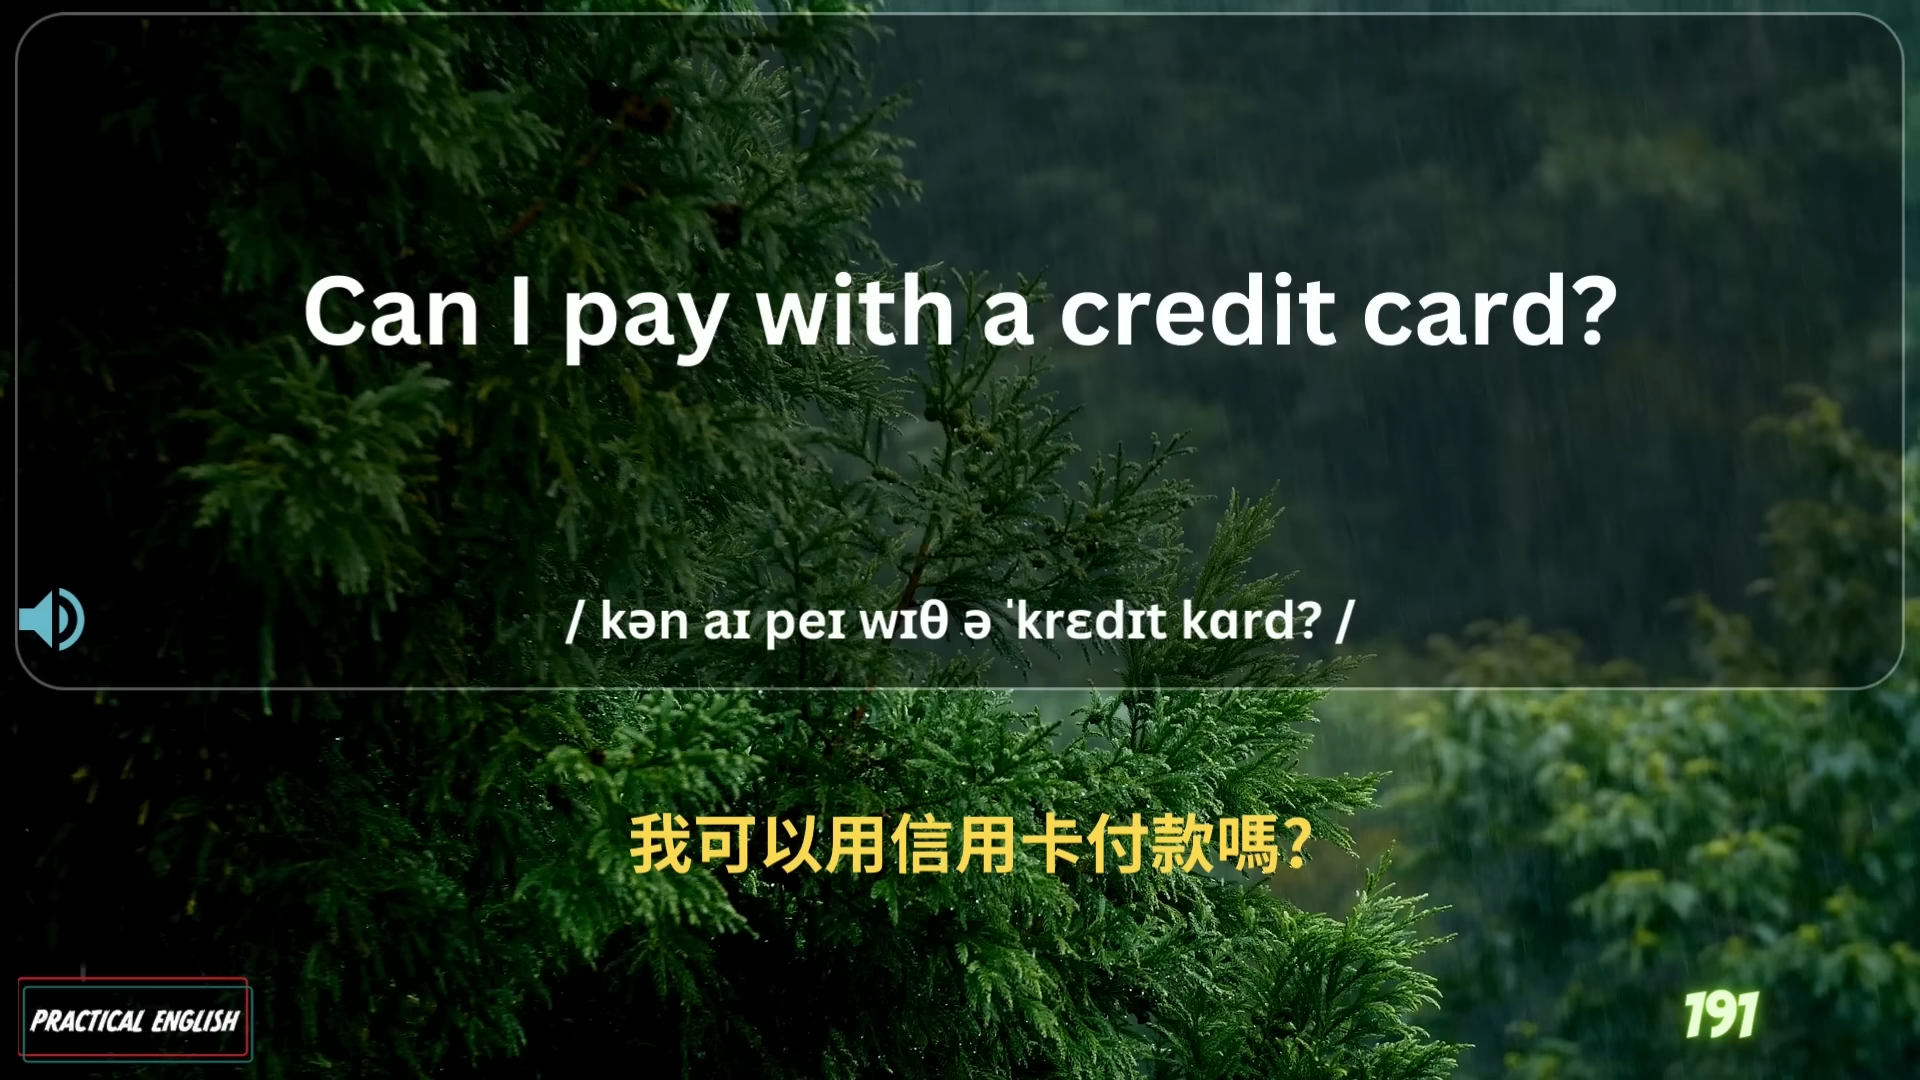 Can I pay with a credit card?
/ kən aɪ peɪ wɪθ ə ˈkrɛdɪt kɑrd? /
我可以用信用卡付款嗎?
PRACTICAL ENGLISH
191